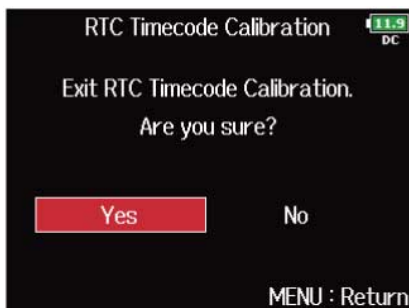 RTC Timecode Calibration
11.9
DC
Exit RTC Timecode Calibration.
Are you sure?
Yes No
MENU : Return